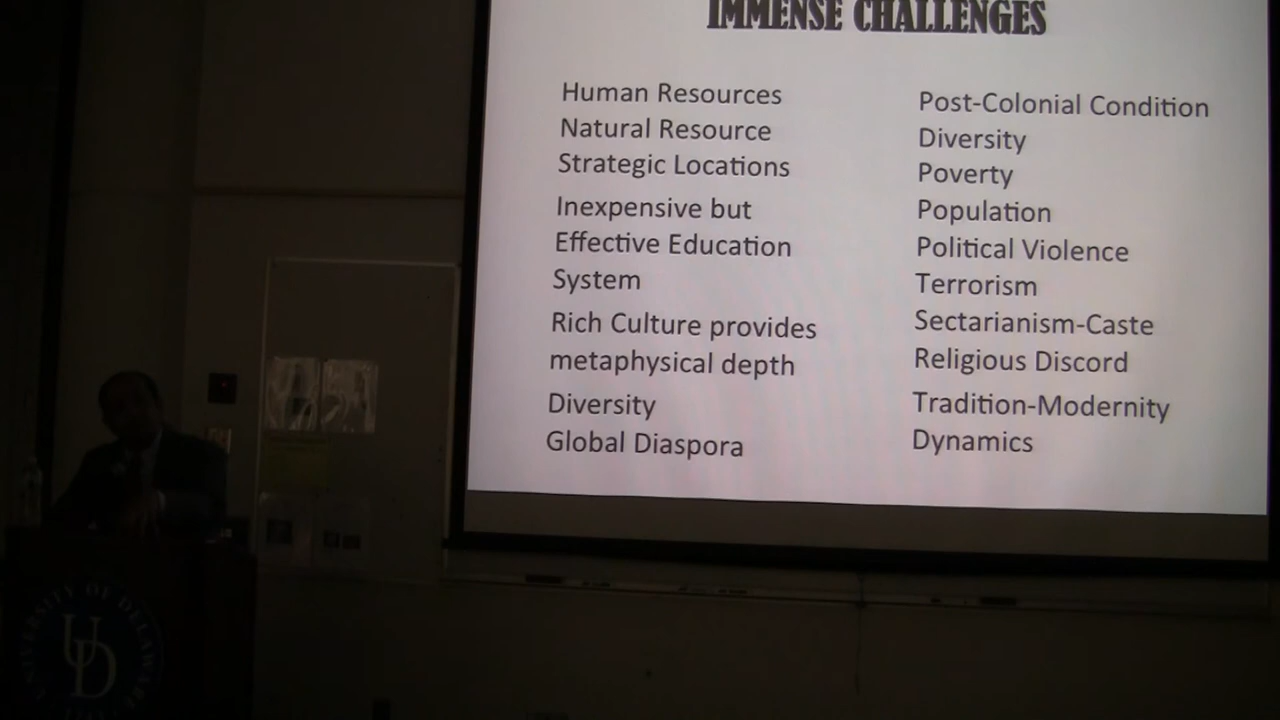 IMMENSE CHALLENGES
Human Resources
Natural Resource
Strategic Locations
Inexpensive but
Effective Education
System
Rich Culture provides
metaphysical depth
Diversity
Global Diaspora
Post-Colonial Condition
Diversity
Poverty
Population
Political Violence
Terrorism
Sectarianism-Caste
Religious Discord
Tradition-Modernity
Dynamics
UNIVERSITY OF DELAWARE
UD